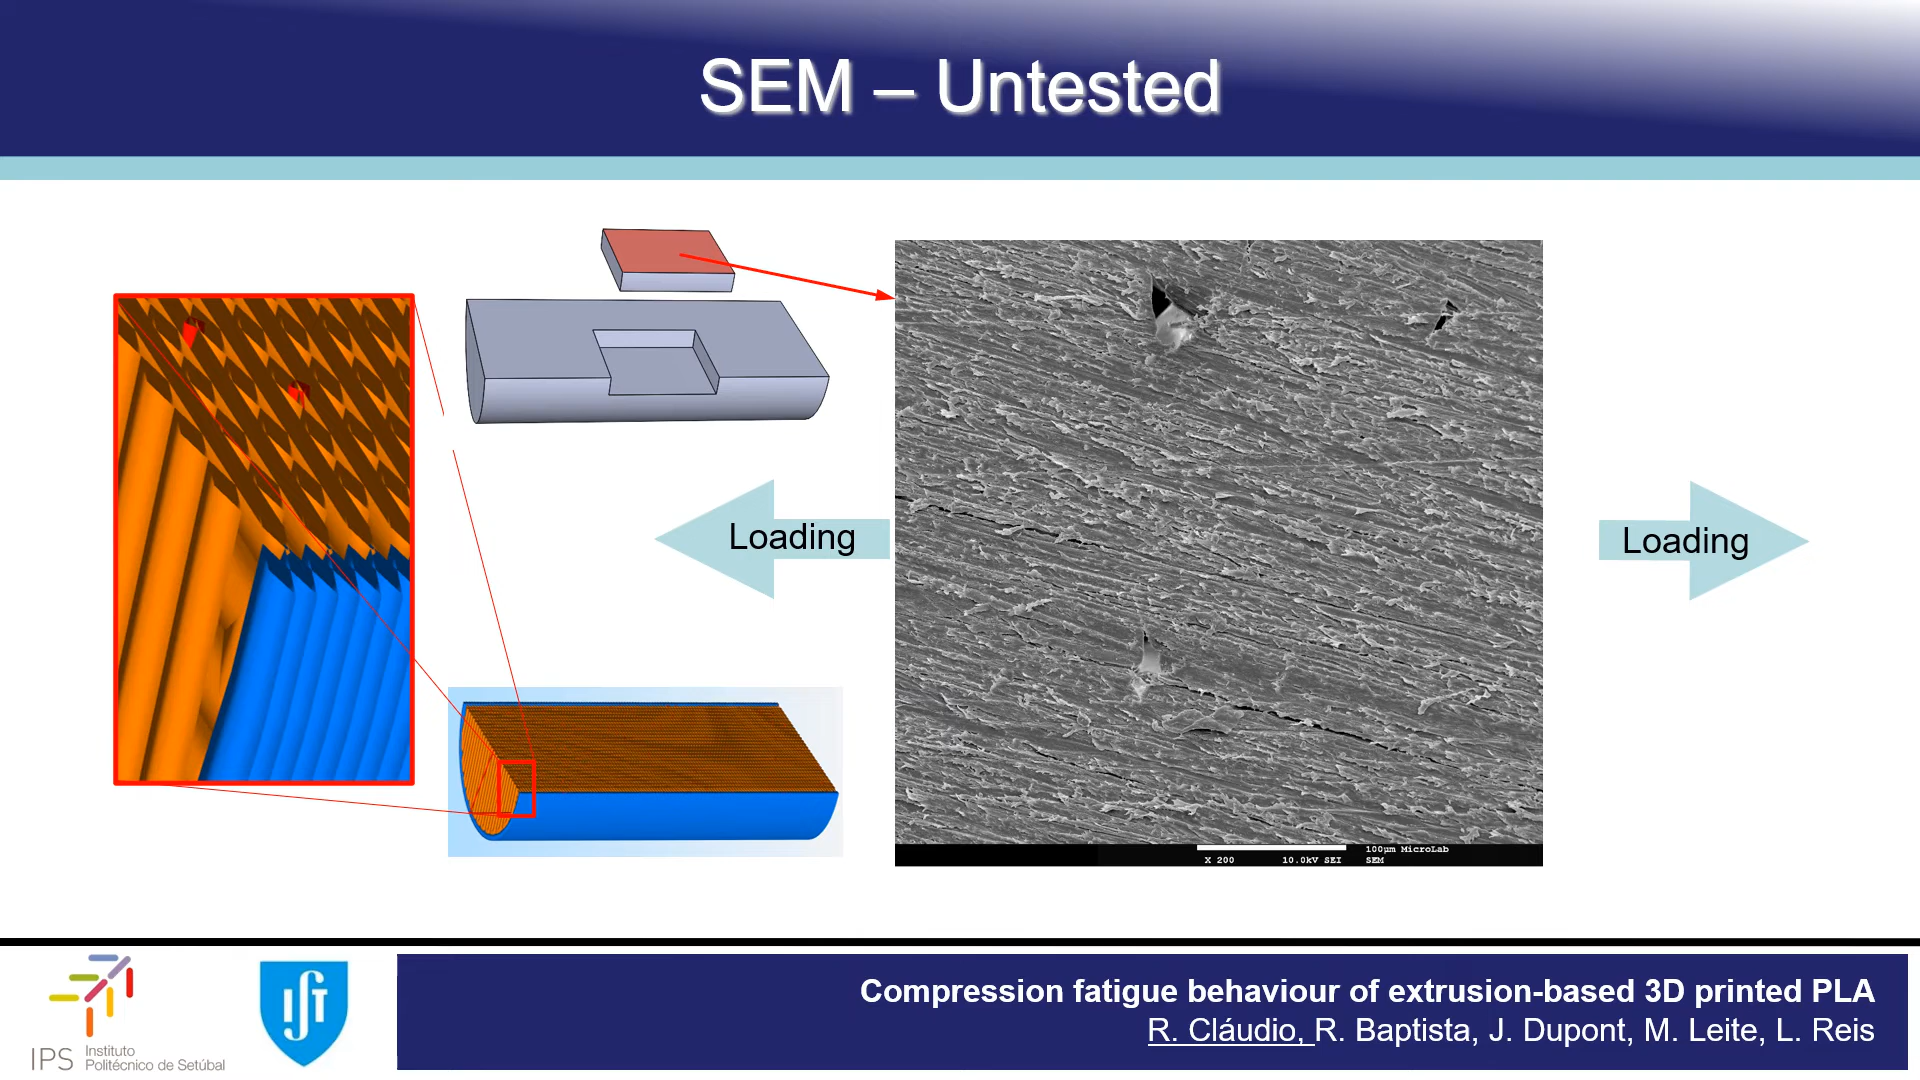 SEM – Untested
Loading
Loading
100µm MicroLab
X 200 10.0kV SEI SEM
IPS Instituto
Politécnico de Setúbal
Compression fatigue behaviour of extrusion-based 3D printed PLA
R. Cláudio, R. Baptista, J. Dupont, M. Leite, L. Reis